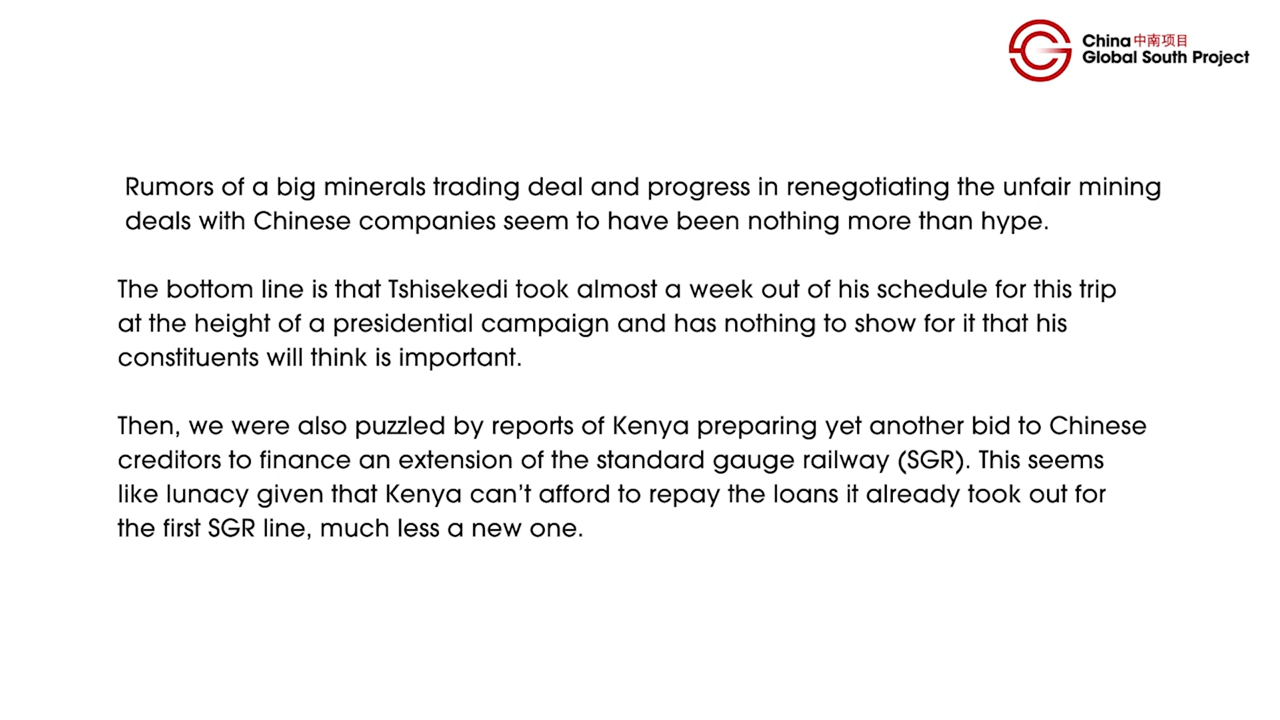 China 中南项目
Global South Project
Rumors of a big minerals trading deal and progress in renegotiating the unfair mining
deals with Chinese companies seem to have been nothing more than hype.
The bottom line is that Tshisekedi took almost a week out of his schedule for this trip
at the height of a presidential campaign and has nothing to show for it that his
constituents will think is important.
Then, we were also puzzled by reports of Kenya preparing yet another bid to Chinese
creditors to finance an extension of the standard gauge railway (SGR). This seems
like lunacy given that Kenya can't afford to repay the loans it already took out for
the first SGR line, much less a new one.